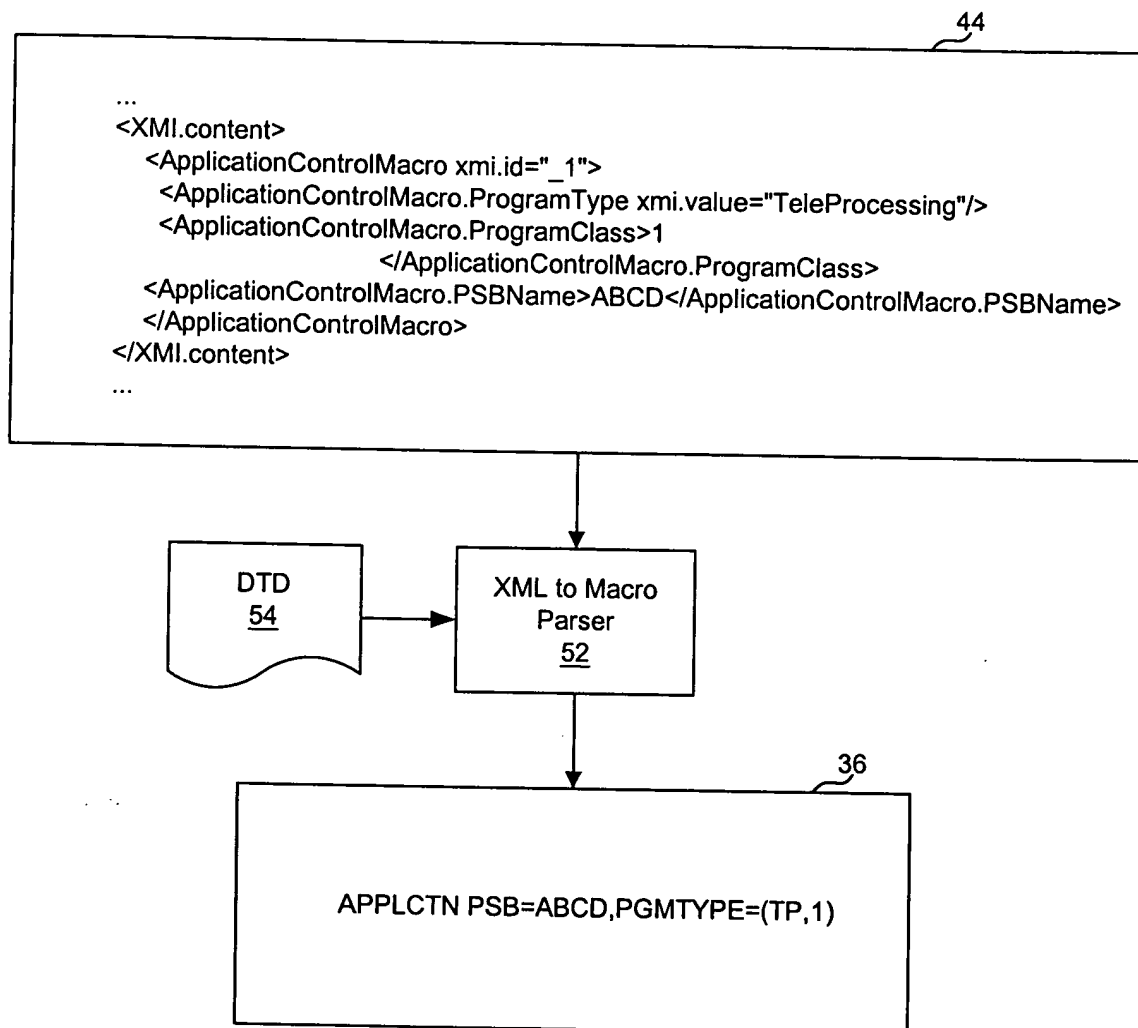 44
...
<XMI.content>
<ApplicationControlMacro xmi.id="_1">
<ApplicationControlMacro.ProgramType xmi.value="TeleProcessing"/>
<ApplicationControlMacro.ProgramClass>1
</ApplicationControlMacro.ProgramClass>
<ApplicationControlMacro.PSBName>ABCD</ApplicationControlMacro.PSBName>
</ApplicationControlMacro>
</XMI.content>
...
DTD
54
XML to Macro
Parser
52
36
APPLCTN PSB=ABCD,PGMTYPE=(TP,1)